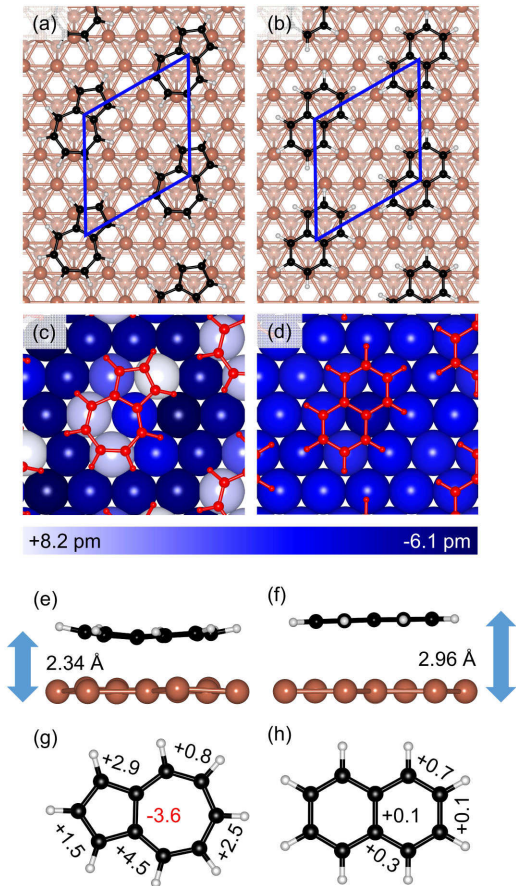 (a) (b)
(c) (d)
+8.2 pm -6.1 pm
(e) (f)
2.34 Å 2.96 Å
(g) (h)
+2.9 +0.8 +0.7
-3.6 +0.1 +0.1
+1.5 +4.5 +2.5 +0.3